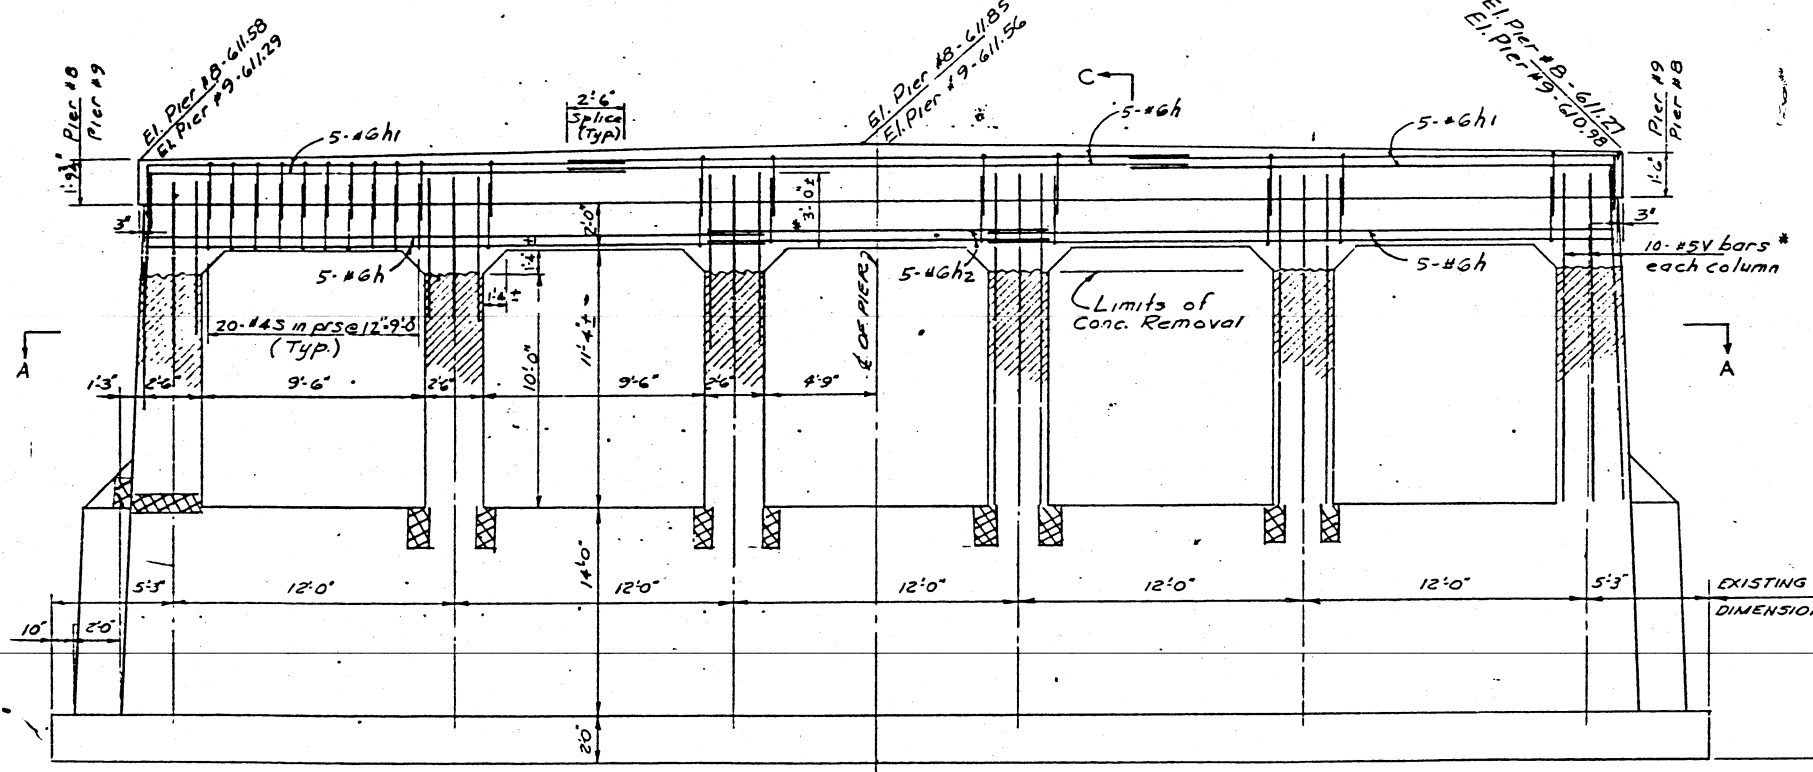 El. Pier #8-611.58
El. Pier #9-611.29
Pier #8
Pier #9
El. Pier #8-611.85
El. Pier #9-611.56
El. Pier #8-611.27
El. Pier #9-610.98
Pier #9
Pier #8
C
2'-6"
Splice
(Typ.)
5-#6h1
5-#6h
5-#6h1
1'-9½"
1'-6"
3"
2'-0"
* 3'-0"±
3"
10-#5V bars *
each column
5-#6h
1'-4"±
5-#6h2
5-#6h
1'-4"±
Limits of
Conc. Removal
20-#4S in prs@12"=9'-0"
(Typ.)
10'-0"
11'-4"±
℄ OF PIER
A
A
1'-3"
2'-6"
9'-6"
2'-6"
9'-6"
2'-6"
4'-9"
14'-0"
5'-3"
12'-0"
12'-0"
12'-0"
12'-0"
12'-0"
5'-3"
EXISTING
DIMENSION
10"
2'-0"
2'-0"